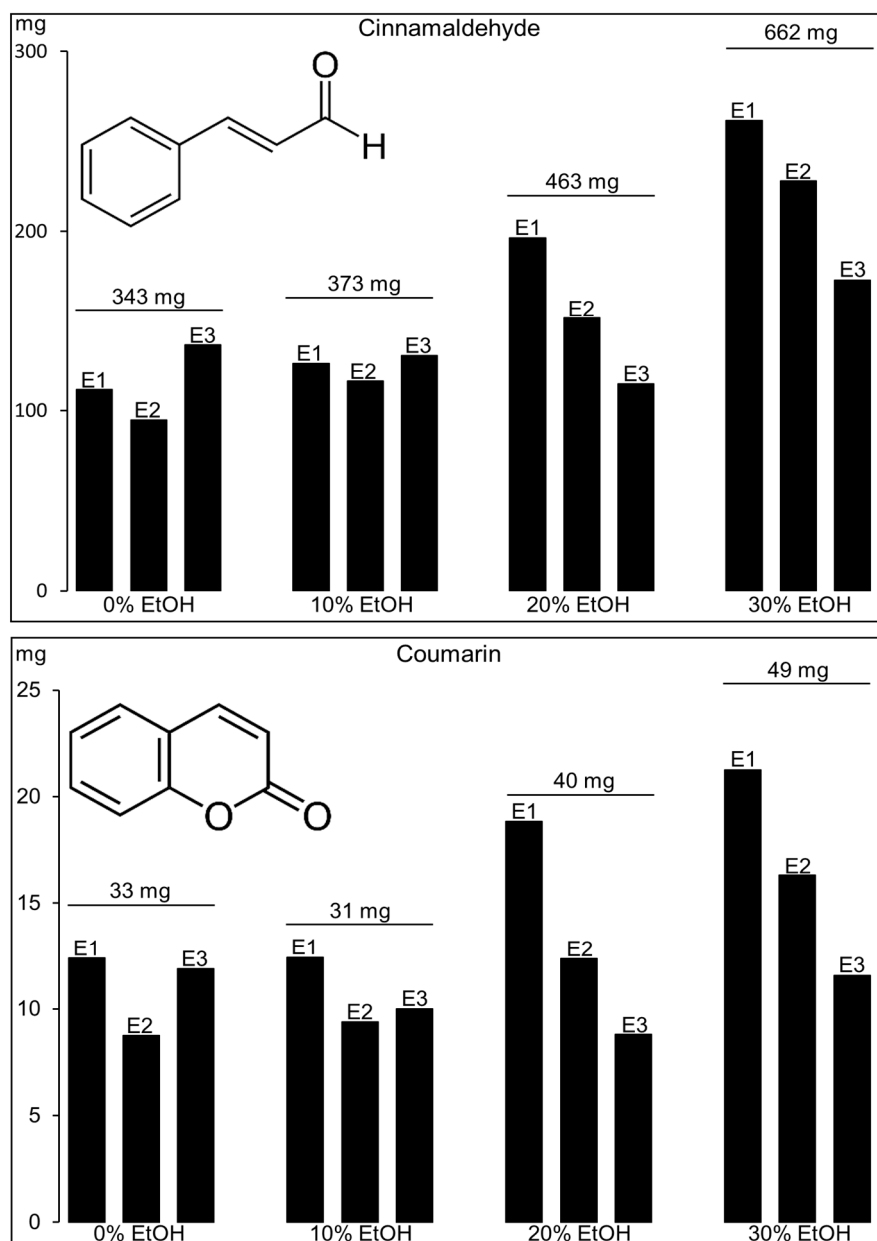 mg
Cinnamaldehyde
300
200
100
0
O
H
343 mg
E1
E2
E3
373 mg
E1
E2
E3
463 mg
E1
E2
E3
662 mg
E1
E2
E3
0% EtOH
10% EtOH
20% EtOH
30% EtOH
mg
Coumarin
25
20
15
10
5
0
O
O
33 mg
E1
E2
E3
31 mg
E1
E2
E3
40 mg
E1
E2
E3
49 mg
E1
E2
E3
0% EtOH
10% EtOH
20% EtOH
30% EtOH